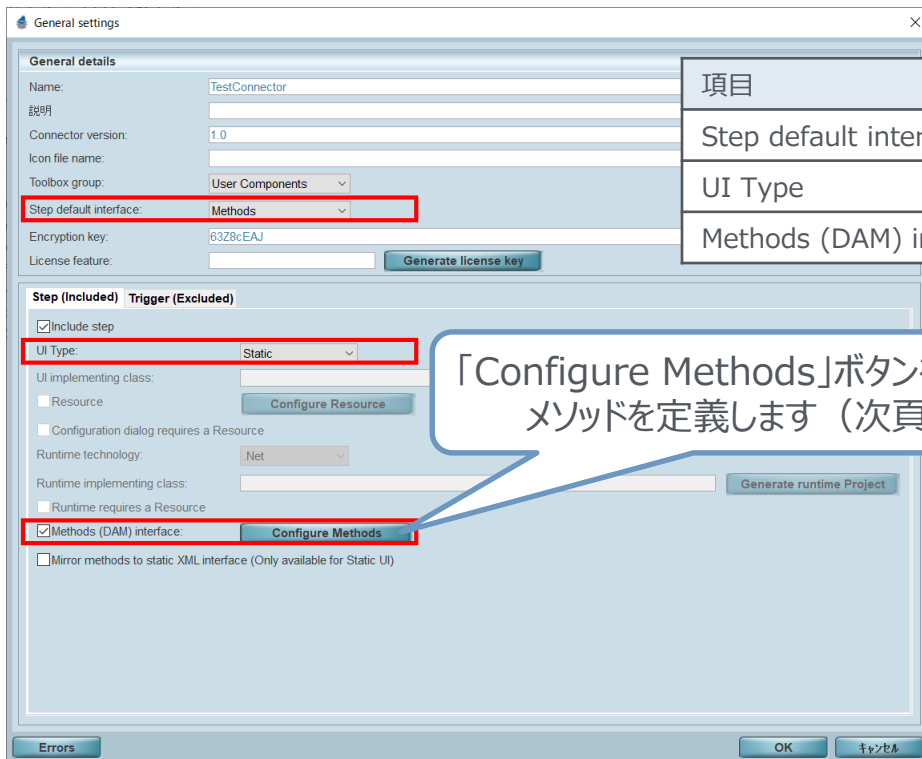 General settings
General details
Name: TestConnector
説明
Connector version: 1.0
Icon file name:
Toolbox group: User Components
Step default interface: Methods
Encryption key: 63Z8cEAJ
License feature: Generate license key
項目
Step default inter
UI Type
Methods (DAM) i
Step (Included) Trigger (Excluded)
Include step
UI Type: Static
UI implementing class:
Resource Configure Resource
Configuration dialog requires a Resource
Runtime technology: .Net
Runtime implementing class: Generate runtime Project
Runtime requires a Resource
Methods (DAM) interface: Configure Methods
Mirror methods to static XML interface (Only available for Static UI)
「Configure Methods」ボタン
メソッドを定義します（次頁
Errors OK キャンセル